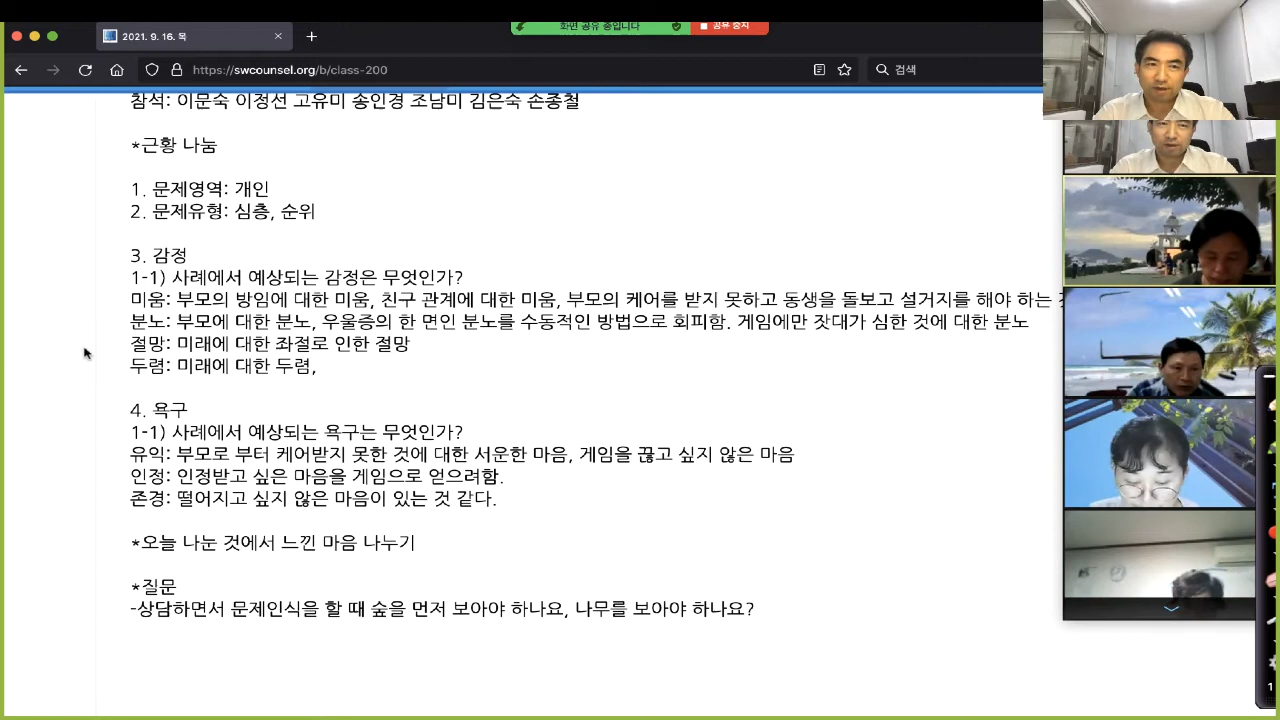 화면 공유 중입니다
공유 중지
2021. 9. 16. 목
https://swcounsel.org/b/class-200
검색
참석: 이문숙 이정선 고유미 송인경 조남미 김은숙 손종철
*근황 나눔
1. 문제영역: 개인
2. 문제유형: 심층, 순위
3. 감정
1-1) 사례에서 예상되는 감정은 무엇인가?
미움: 부모의 방임에 대한 미움, 친구 관계에 대한 미움, 부모의 케어를 받지 못하고 동생을 돌보고 설거지를 해야 하는
분노: 부모에 대한 분노, 우울증의 한 면인 분노를 수동적인 방법으로 회피함. 게임에만 잣대가 심한 것에 대한 분노
절망: 미래에 대한 좌절로 인한 절망
두렴: 미래에 대한 두렴,
4. 욕구
1-1) 사례에서 예상되는 욕구는 무엇인가?
유익: 부모로 부터 케어받지 못한 것에 대한 서운한 마음, 게임을 끊고 싶지 않은 마음
인정: 인정받고 싶은 마음을 게임으로 얻으려함.
존경: 떨어지고 싶지 않은 마음이 있는 것 같다.
*오늘 나눈 것에서 느낀 마음 나누기
*질문
-상담하면서 문제인식을 할 때 숲을 먼저 보아야 하나요, 나무를 보아야 하나요?
1